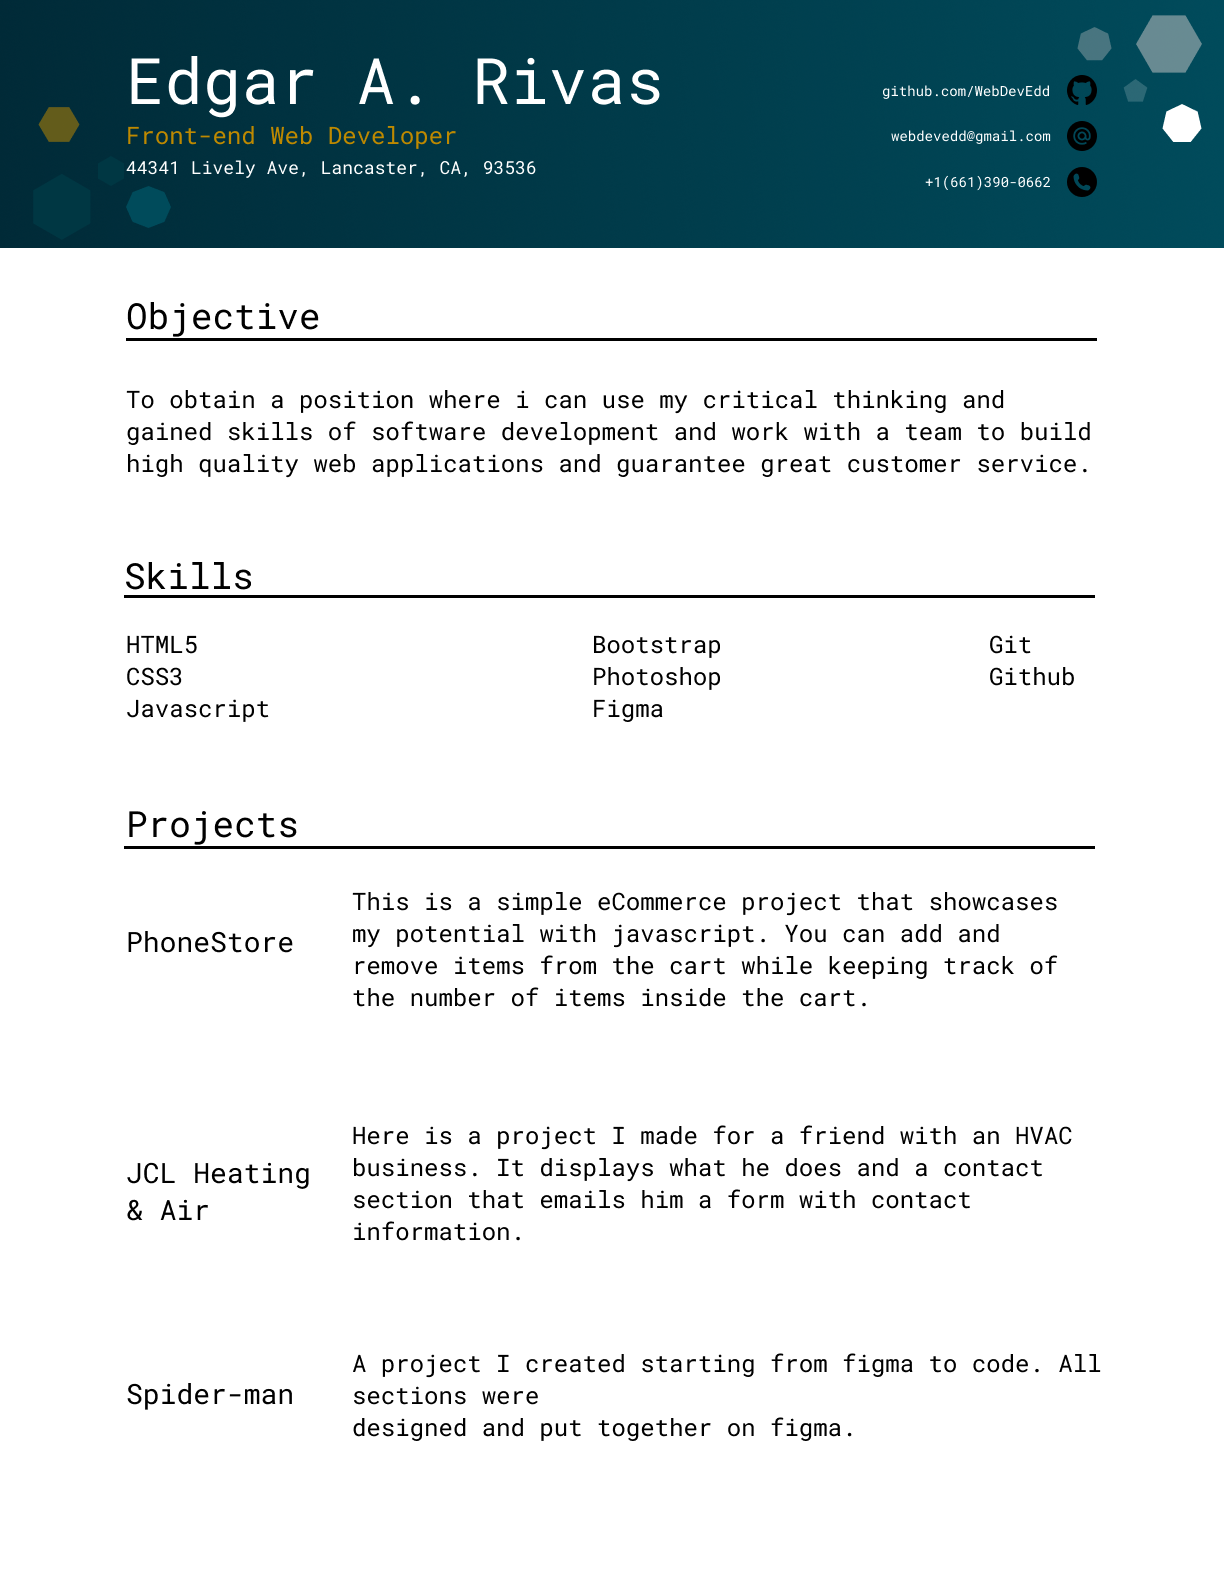 Edgar A. Rivas
Front-end Web Developer
44341 Lively Ave, Lancaster, CA, 93536
github.com/WebDevEdd
webdevedd@gmail.com
+1(661)390-0662
Objective
To obtain a position where i can use my critical thinking and
gained skills of software development and work with a team to build
high quality web applications and guarantee great customer service.
Skills
HTML5
CSS3
Javascript
Bootstrap
Photoshop
Figma
Git
Github
Projects
PhoneStore
This is a simple eCommerce project that showcases
my potential with javascript. You can add and
remove items from the cart while keeping track of
the number of items inside the cart.
JCL Heating
& Air
Here is a project I made for a friend with an HVAC
business. It displays what he does and a contact
section that emails him a form with contact
information.
Spider-man
A project I created starting from figma to code. All
sections were
designed and put together on figma.